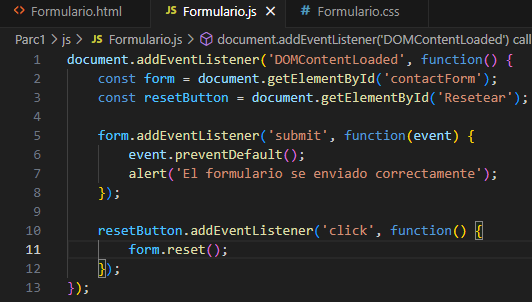 Formulario.html JS Formulario.js × # Formulario.css
Parc1 > js > JS Formulario.js > document.addEventListener('DOMContentLoaded') call
1 document.addEventListener('DOMContentLoaded', function() {
2     const form = document.getElementById('contactForm');
3     const resetButton = document.getElementById('Resetear');
4
5     form.addEventListener('submit', function(event) {
6         event.preventDefault();
7         alert('El formulario se enviado correctamente');
8     });
9
10     resetButton.addEventListener('click', function() {
11         form.reset();
12     });
13 });